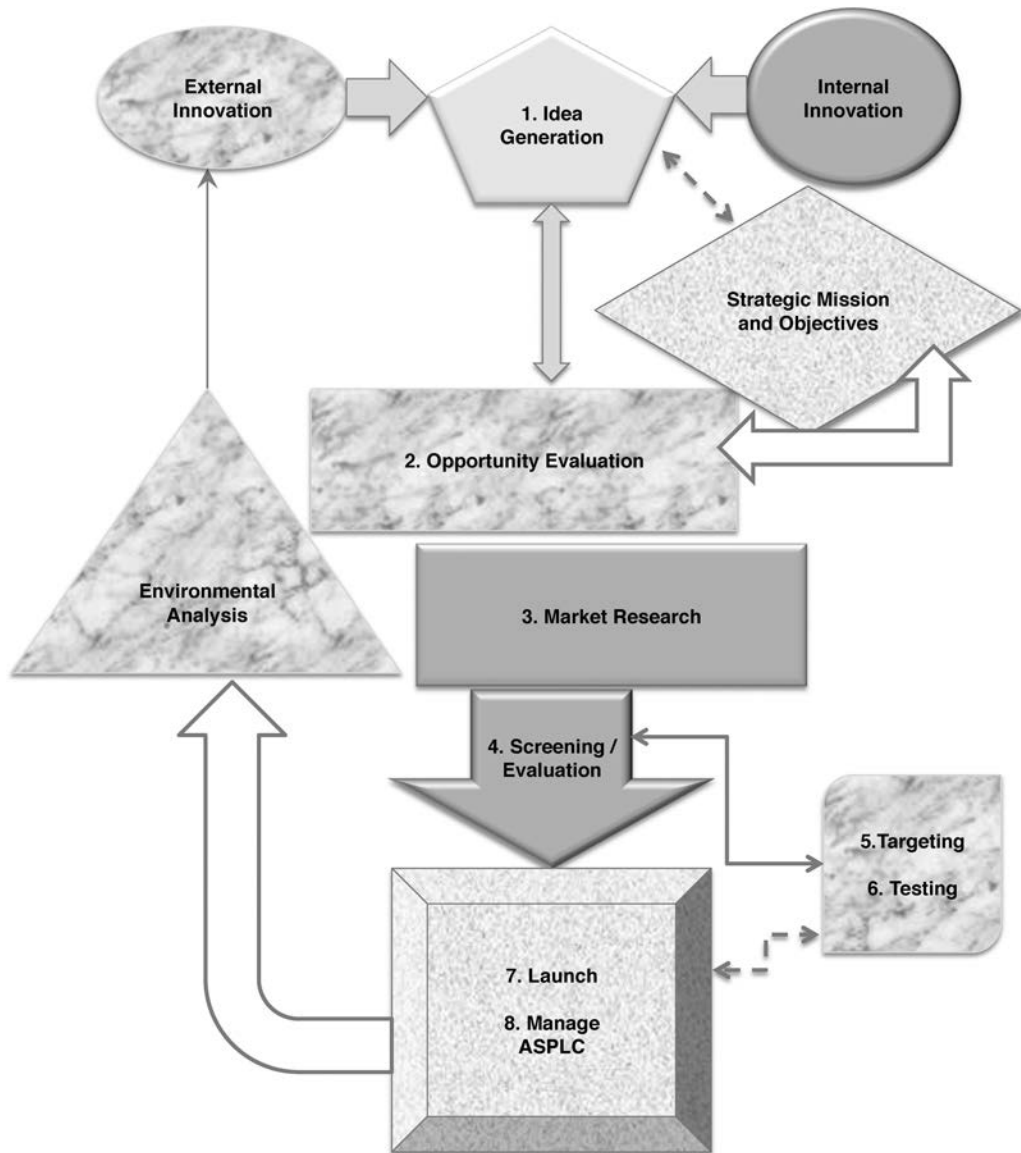 External
Innovation
1. Idea
Generation
Internal
Innovation
Strategic Mission
and Objectives
2. Opportunity Evaluation
Environmental
Analysis
3. Market Research
4. Screening /
Evaluation
5.Targeting
6. Testing
7. Launch
8. Manage
ASPLC